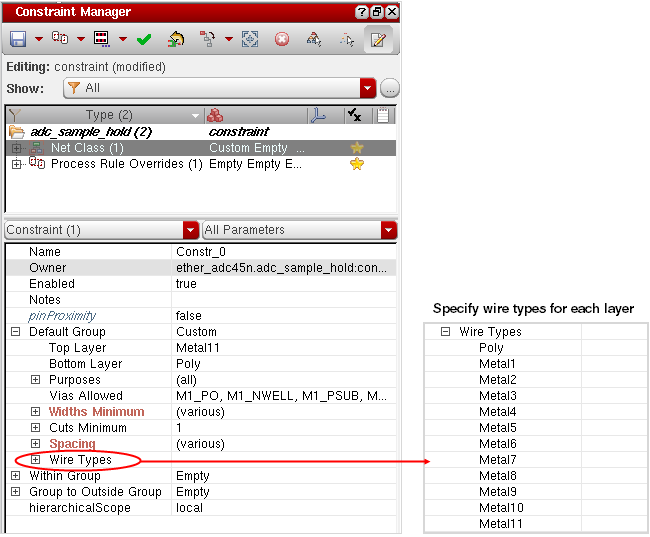 Constraint Manager
Editing: constraint (modified)
Show: All ...
Type (2)
adc_sample_hold (2) constraint
Net Class (1) Custom Empty ...
Process Rule Overrides (1) Empty Empty E...
Constraint (1) All Parameters
Name Constr_0
Owner ether_adc45n.adc_sample_hold:con...
Enabled true
Notes
pinProximity false
Default Group Custom
Top Layer Metal11
Bottom Layer Poly
Purposes (all)
Vias Allowed M1_PO, M1_NWELL, M1_PSUB, M...
Widths Minimum (various)
Cuts Minimum 1
Spacing (various)
Wire Types
Within Group Empty
Group to Outside Group Empty
hierarchicalScope local
Specify wire types for each layer
Wire Types
Poly
Metal1
Metal2
Metal3
Metal4
Metal5
Metal6
Metal7
Metal8
Metal9
Metal10
Metal11